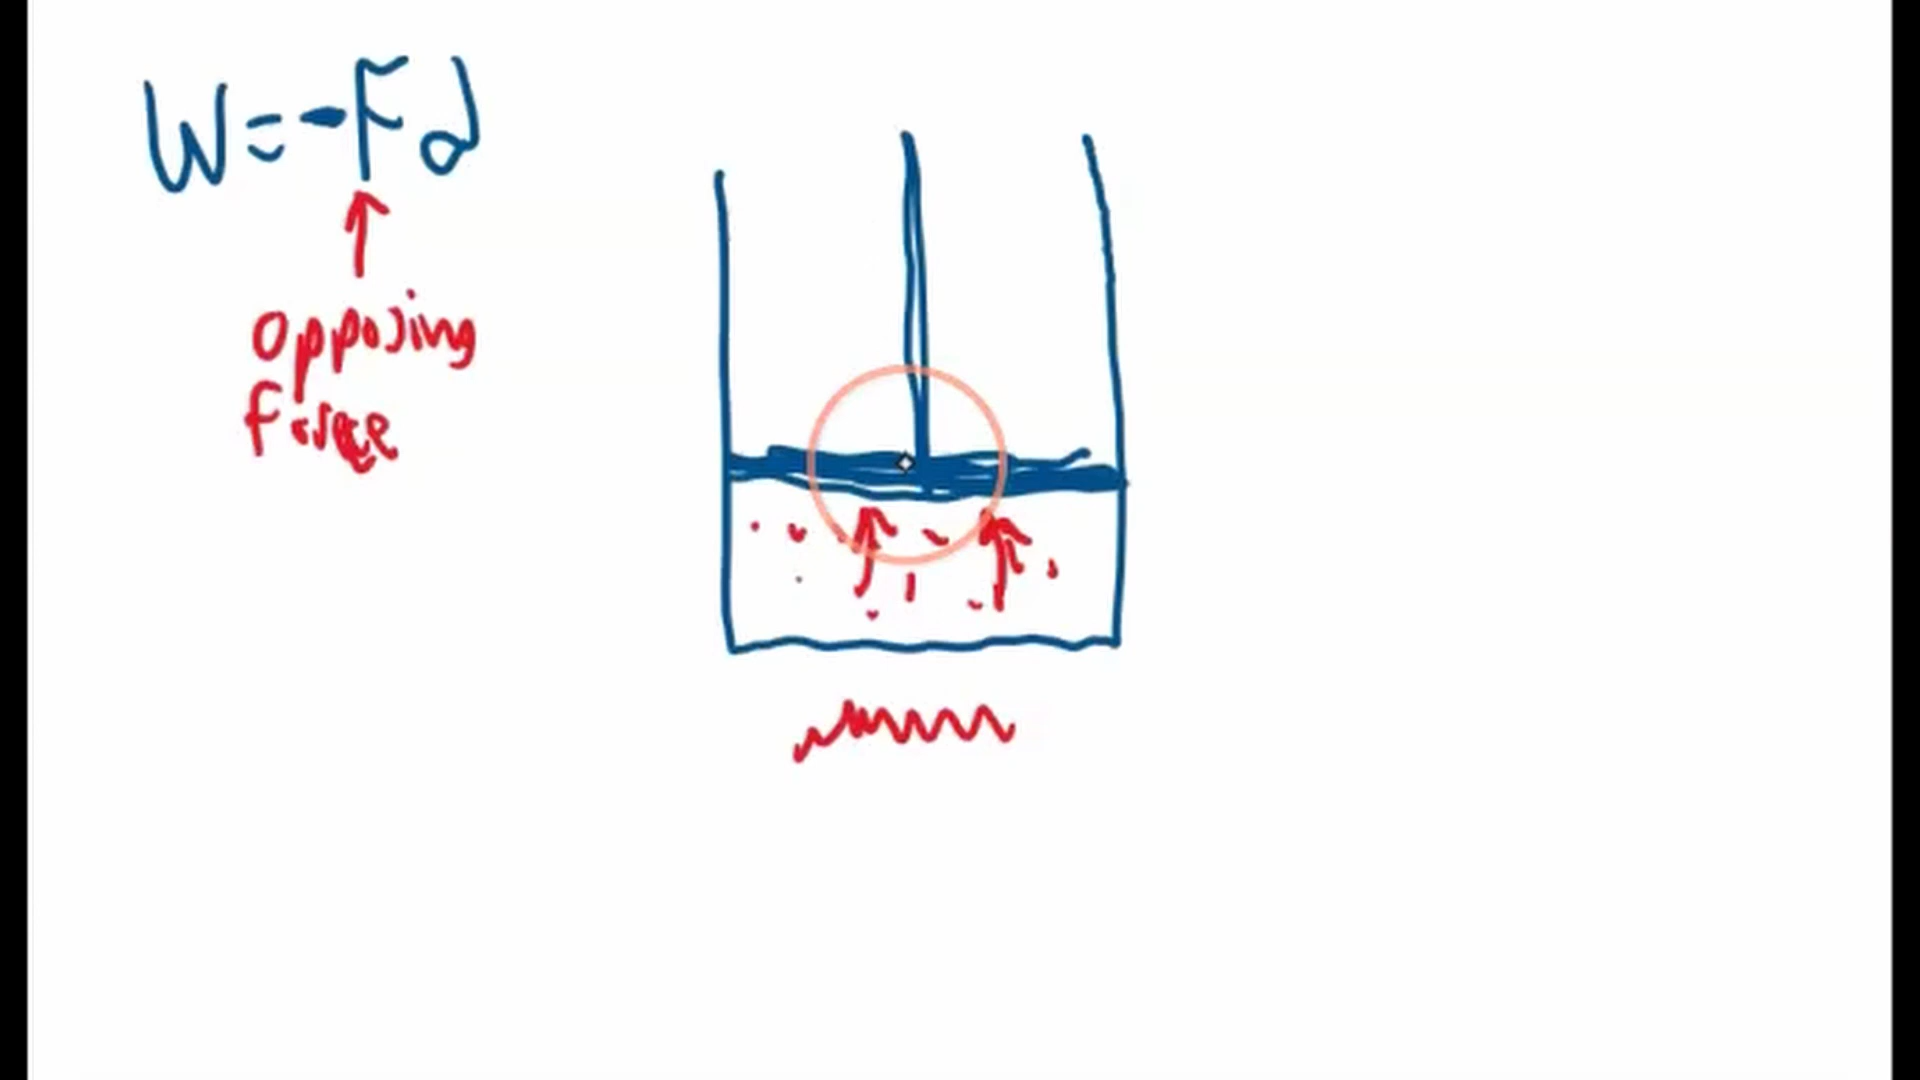 W = -Fd
Opposing
Force